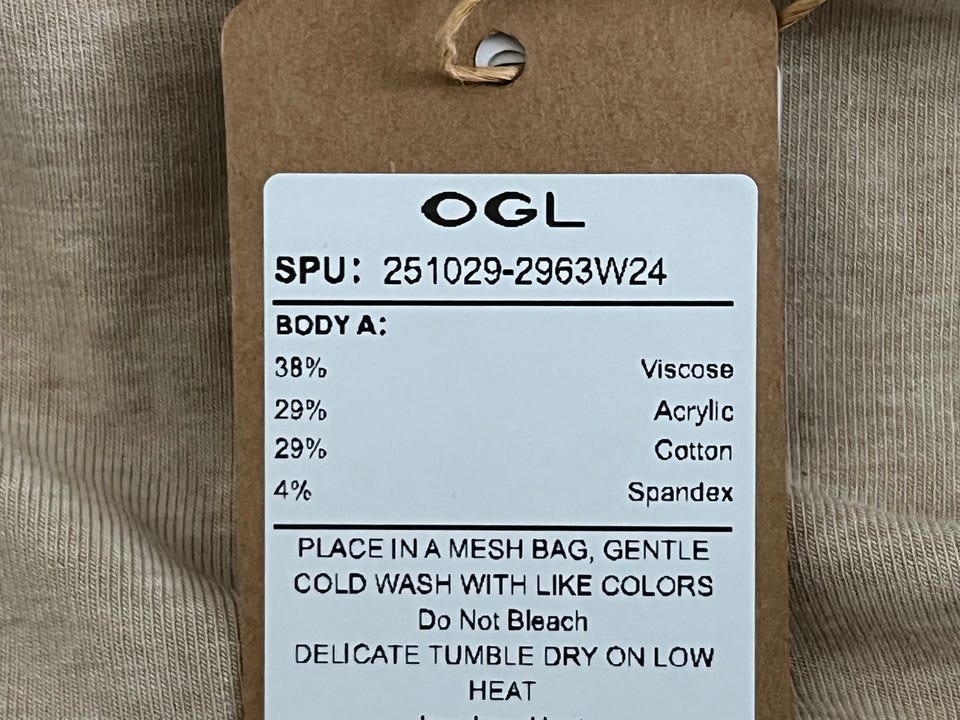 OGL
SPU: 251029-2963W24
BODY A:
38% Viscose
29% Acrylic
29% Cotton
4% Spandex
PLACE IN A MESH BAG, GENTLE
COLD WASH WITH LIKE COLORS
Do Not Bleach
DELICATE TUMBLE DRY ON LOW
HEAT